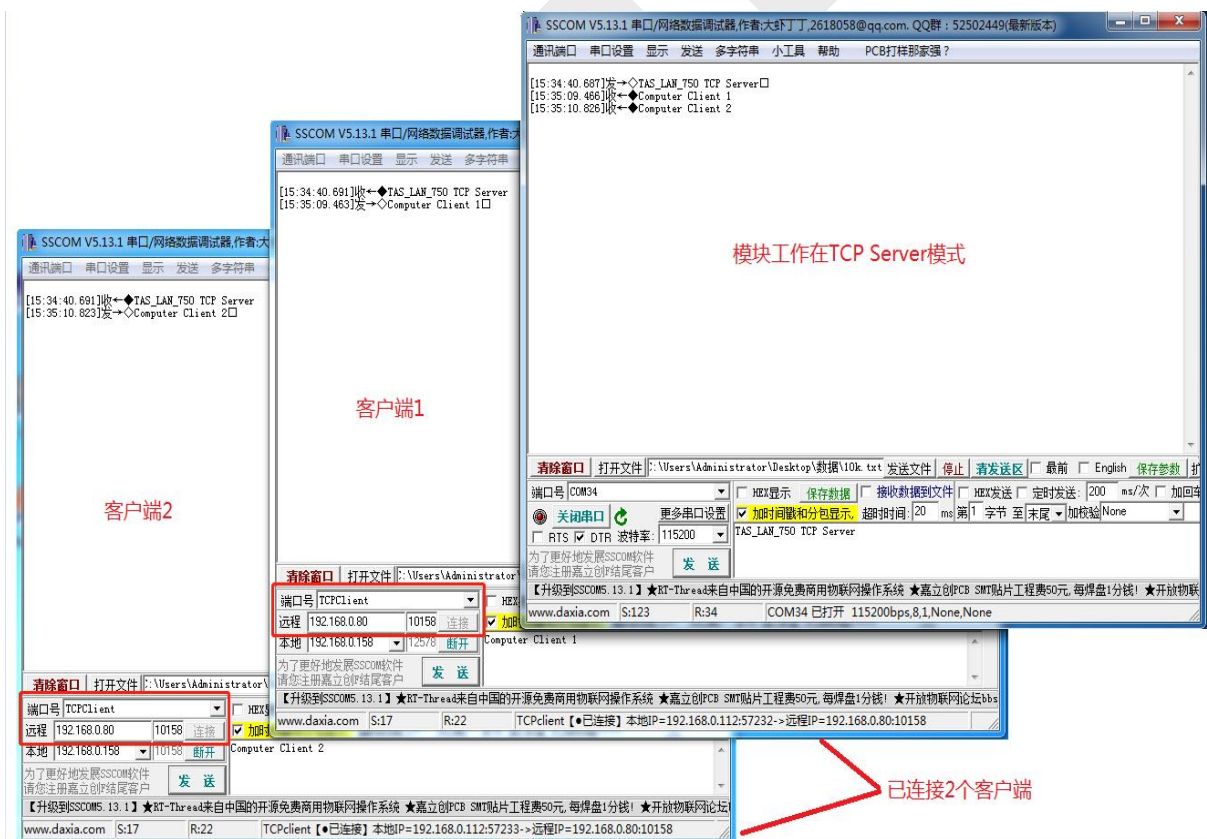 SSCOM V5.13.1 串口/网络数据调试器,作者:大虾丁丁,2618058@qq.com. QQ群：52502449(最新版本)
通讯端口 串口设置 显示 发送 多字符串 小工具 帮助 PCB打样那家强？
[15:34:40.687]发→◇TAS_LAN_750 TCP Server□
[15:35:09.466]收←◆Computer Client 1
[15:35:10.826]收←◆Computer Client 2
模块工作在TCP Server模式
清除窗口 打开文件 :\Users\Administrator\Desktop\数据\10k.txt 发送文件 停止 清发送区 最前 English 保存参数
端口号 COM34 HEX显示 保存数据 接收数据到文件 HEX发送 定时发送: 200 ms/次 加回车
关闭串口 更多串口设置 加时间戳和分包显示, 超时时间: 20 ms 第1 字节 至 末尾 加校验 None
RTS DTR 波特率: 115200 TAS_LAN_750 TCP Server
为了更好地发展SSCOM软件
请您注册嘉立创F结尾客户
发 送
【升级到SSCOM5.13.1】★RT-Thread来自中国的开源免费商用物联网操作系统 ★嘉立创PCB SMT贴片工程费50元,每焊盘1分钱! ★开放物联
www.daxia.com S:123 R:34 COM34 已打开 115200bps,8,1,None,None
SSCOM V5.13.1 串口/网络数据调试器,作者:大
通讯端口 串口设置 显示 发送 多字符串
[15:34:40.691]收←◆TAS_LAN_750 TCP Server
[15:35:09.463]发→◇Computer Client 1□
客户端1
清除窗口 打开文件 :\Users\Administrator
端口号 TCPClient HEX
远程 192.168.0.80 10158 连接 加时
本地 192.168.0.158 12578 断开 Computer Client 1
为了更好地发展SSCOM软件
请您注册嘉立创F结尾客户
发 送
【升级到SSCOM5.13.1】★RT-Thread来自中国的开源免费商用物联网操作系统 ★嘉立创PCB SMT贴片工程费50元,每焊盘1分钱! ★开放物联网论坛bbs
www.daxia.com S:17 R:22 TCPclient【●已连接】本地IP=192.168.0.112:57232->远程IP=192.168.0.80:10158
SSCOM V5.13.1 串口/网络数据调试器,作者:大
通讯端口 串口设置 显示 发送 多字符串
[15:34:40.691]收←◆TAS_LAN_750 TCP Server
[15:35:10.823]发→◇Computer Client 2□
客户端2
清除窗口 打开文件 :\Users\Administrator\
端口号 TCPClient HEX
远程 192.168.0.80 10158 连接 加时
本地 192.168.0.158 10158 断开 Computer Client 2
为了更好地发展SSCOM软件
请您注册嘉立创F结尾客户
发 送
【升级到SSCOM5.13.1】★RT-Thread来自中国的开源免费商用物联网操作系统 ★嘉立创PCB SMT贴片工程费50元,每焊盘1分钱! ★开放物联网论坛
www.daxia.com S:17 R:22 TCPclient【●已连接】本地IP=192.168.0.112:57233->远程IP=192.168.0.80:10158
已连接2个客户端